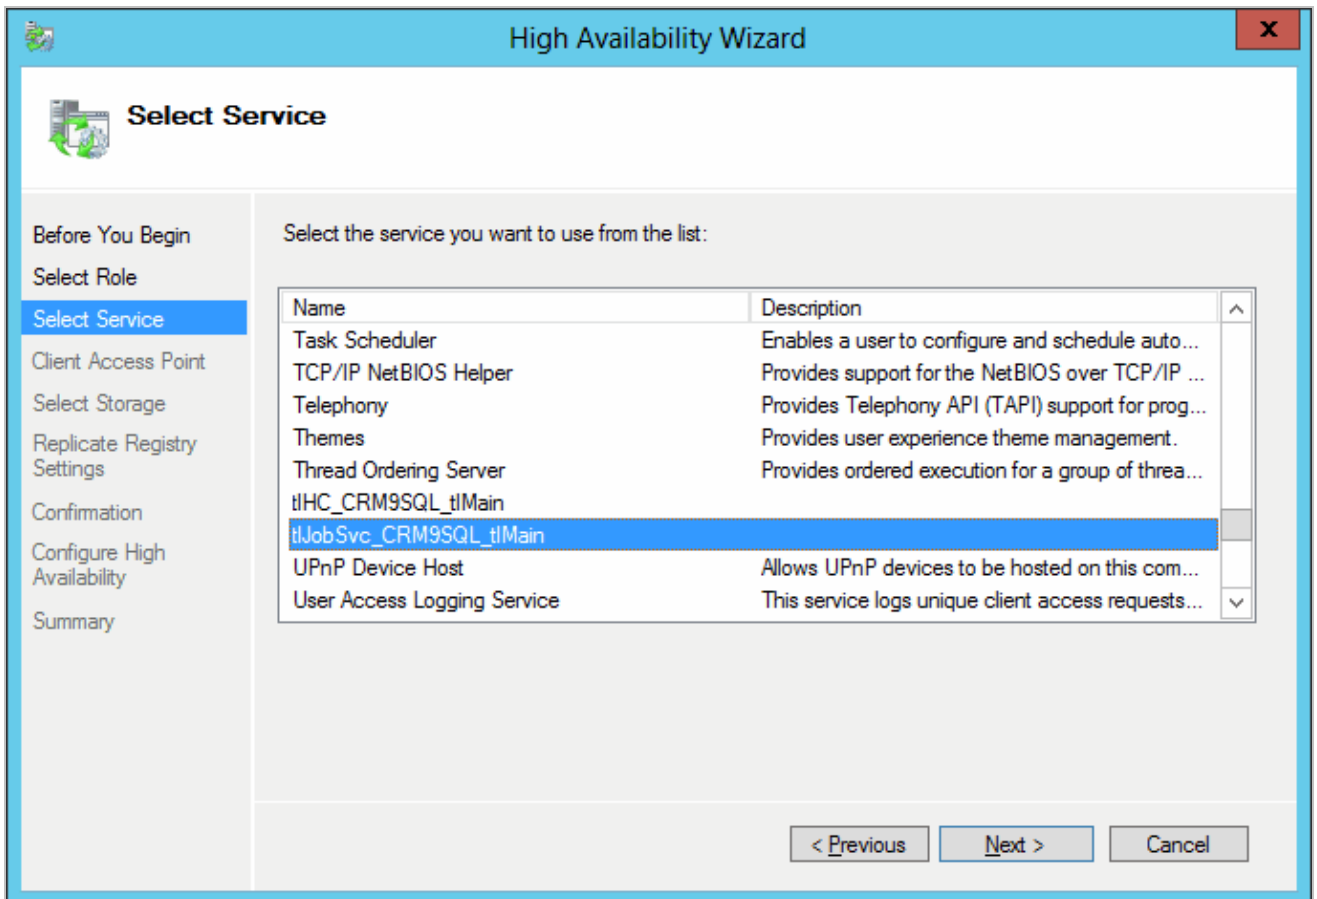 High Availability Wizard
x
Select Service
Before You Begin
Select Role
Select Service
Client Access Point
Select Storage
Replicate Registry
Settings
Confirmation
Configure High
Availability
Summary
Select the service you want to use from the list:
Name Description
Task Scheduler Enables a user to configure and schedule auto...
TCP/IP NetBIOS Helper Provides support for the NetBIOS over TCP/IP ...
Telephony Provides Telephony API (TAPI) support for prog...
Themes Provides user experience theme management.
Thread Ordering Server Provides ordered execution for a group of threa...
tlHC_CRM9SQL_tlMain
tlJobSvc_CRM9SQL_tlMain
UPnP Device Host Allows UPnP devices to be hosted on this com...
User Access Logging Service This service logs unique client access requests...
< Previous Next > Cancel